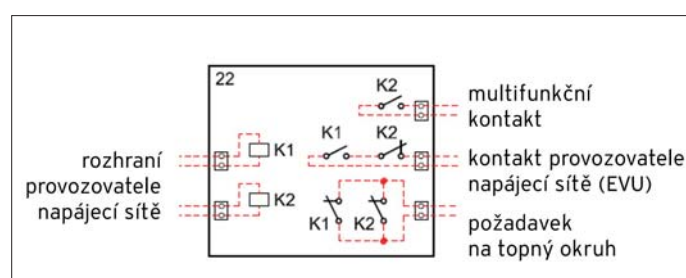 22
K2
multifunkční
kontakt
K1
K2
K1
rozhraní
provozovatele
napájecí sítě
kontakt provozovatele
napájecí sítě (EVU)
K2
K1
K2
požadavek
na topný okruh